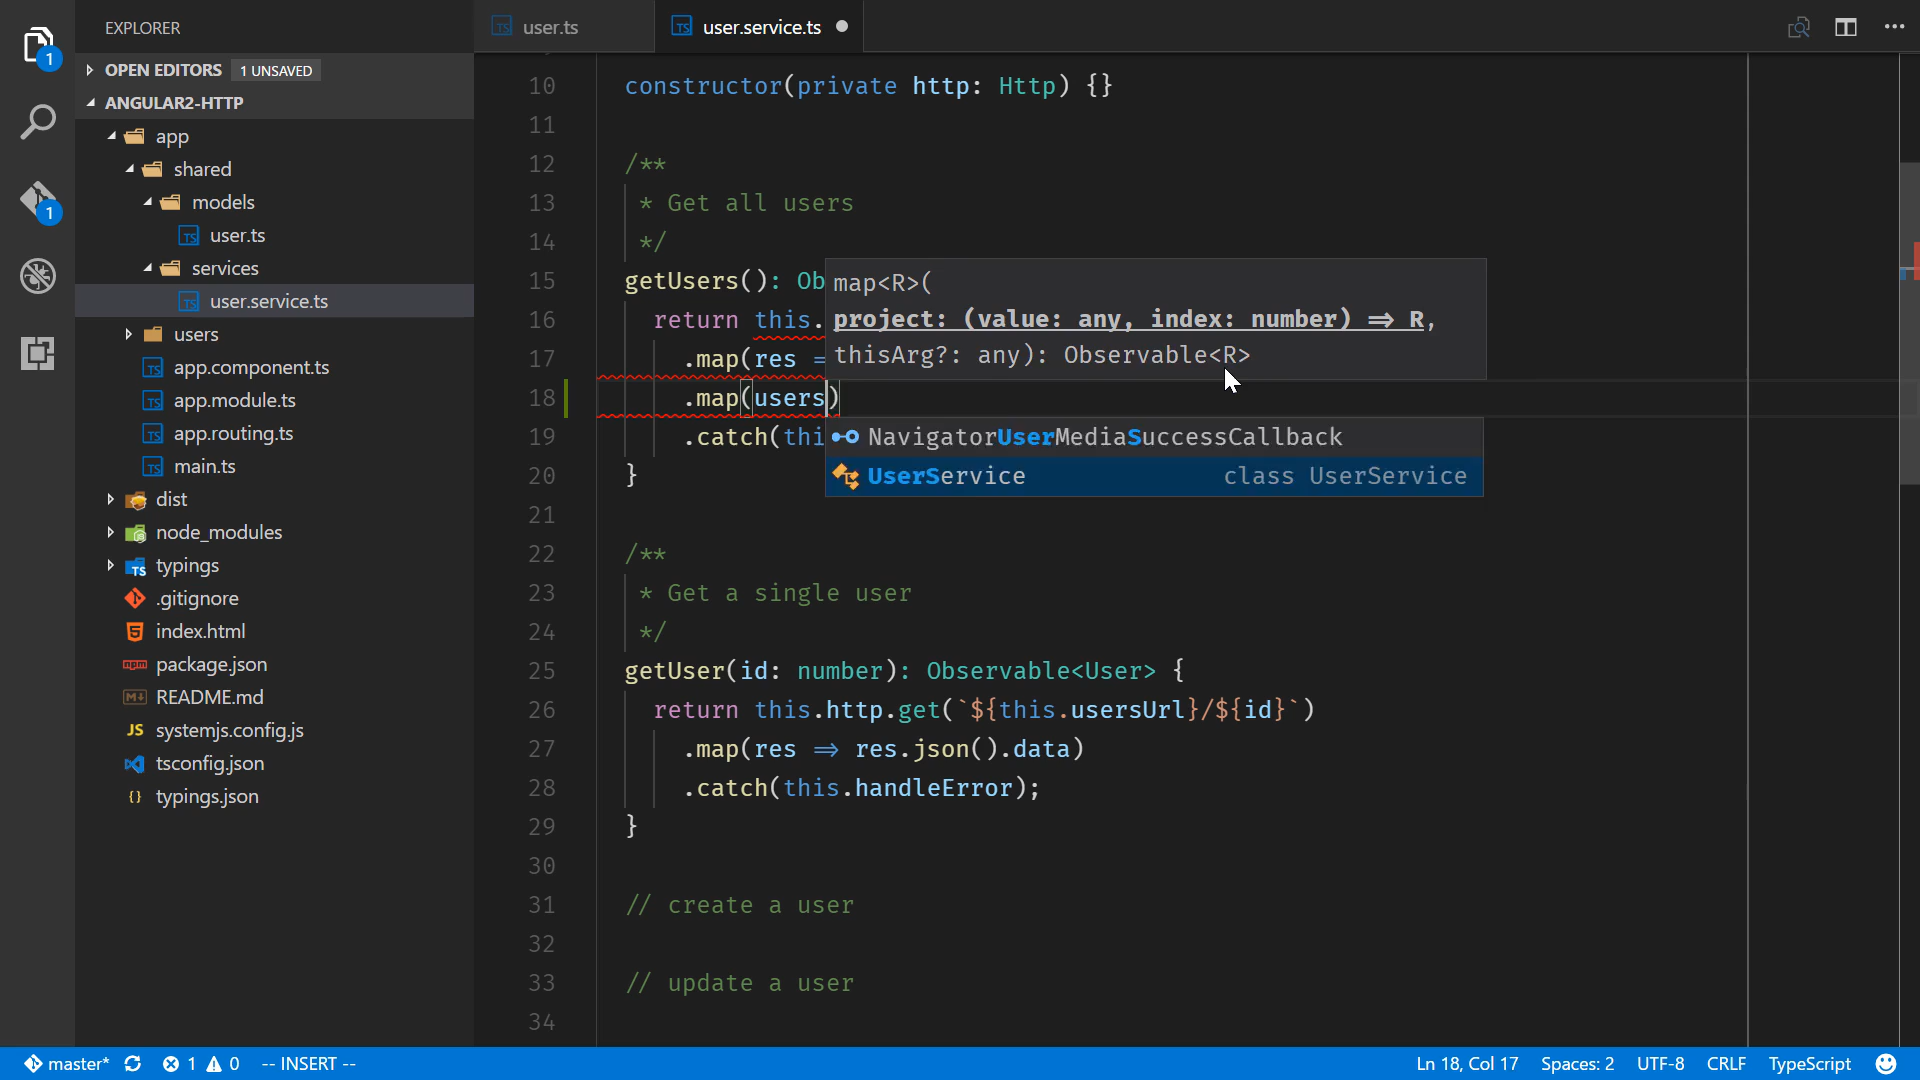 EXPLORER
OPEN EDITORS 1 UNSAVED
ANGULAR2-HTTP
app
shared
models
user.ts
services
user.service.ts
users
app.component.ts
app.module.ts
app.routing.ts
main.ts
dist
node_modules
typings
.gitignore
index.html
package.json
README.md
systemjs.config.js
tsconfig.json
typings.json
1
1
user.ts user.service.ts
10 constructor(private http: Http) {}
11
12 /**
13 * Get all users
14 */
15 getUsers(): Ob
16 return this.
17 .map(res =
18 .map(users)
19 .catch(thi
20 }
21
22 /**
23 * Get a single user
24 */
25 getUser(id: number): Observable<User> {
26 return this.http.get(`${this.usersUrl}/${id}`)
27 .map(res ⇒ res.json().data)
28 .catch(this.handleError);
29 }
30
31 // create a user
32
33 // update a user
34
map<R>(
project: (value: any, index: number) ⇒ R,
thisArg?: any): Observable<R>
NavigatorUserMediaSuccessCallback
UserService class UserService
master* 1 0 -- INSERT -- Ln 18, Col 17 Spaces: 2 UTF-8 CRLF TypeScript